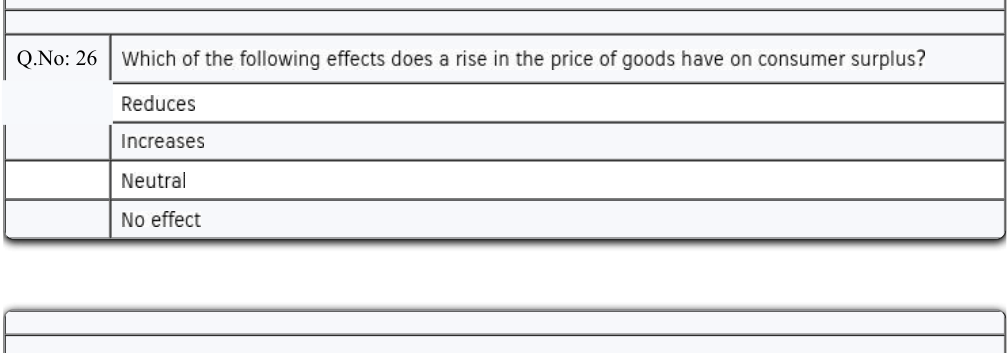 Q.No: 26 Which of the following effects does a rise in the price of goods have on consumer surplus?
Reduces
Increases
Neutral
No effect